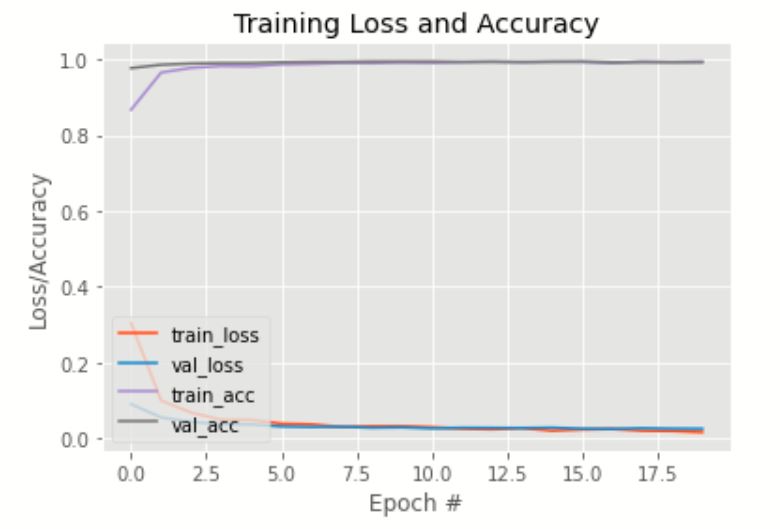 Training Loss and Accuracy
1.0
0.8
0.6
0.4
0.2
0.0
Loss/Accuracy
train_loss
val_loss
train_acc
val_acc
0.0 2.5 5.0 7.5 10.0 12.5 15.0 17.5
Epoch #